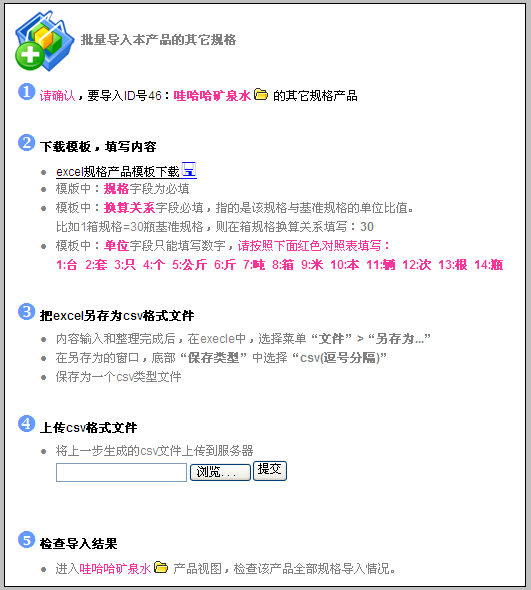 批量导入本产品的其它规格
1 请确认，要导入ID号46：哇哈哈矿泉水 的其它规格产品
2 下载模板，填写内容
excel规格产品模板下载
模版中：规格字段为必填
模板中：换算关系字段必填，指的是该规格与基准规格的单位比值。
比如1箱规格=30瓶基准规格，则在箱规格换算关系填写：30
模板中：单位字段只能填写数字，请按照下面红色对照表填写：
1:台 2:套 3:只 4:个 5:公斤 6:斤 7:吨 8:箱 9:米 10:本 11:辆 12:次 13:根 14:瓶
3 把excel另存为csv格式文件
内容输入和整理完成后，在execle中，选择菜单“文件”>“另存为...”
在另存为的窗口，底部“保存类型”中选择“csv(逗号分隔)”
保存为一个csv类型文件
4 上传csv格式文件
将上一步生成的csv文件上传到服务器
浏览... 提交
5 检查导入结果
进入哇哈哈矿泉水 产品视图，检查该产品全部规格导入情况。